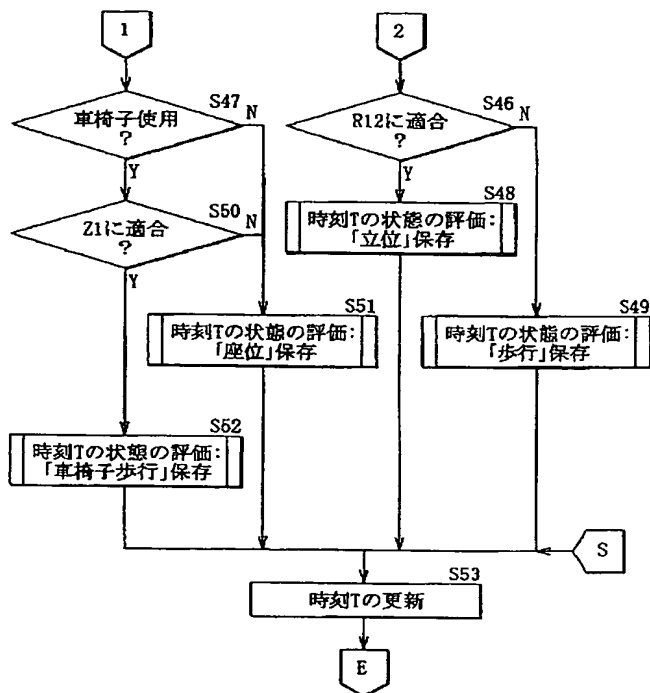 1
2
S47
車椅子使用
?
N
Y
S46
R12に適合
?
N
Y
S50
Z1に適合
?
N
Y
S48
時刻Tの状態の評価:
「立位」保存
S51
時刻Tの状態の評価:
「座位」保存
S49
時刻Tの状態の評価:
「歩行」保存
S52
時刻Tの状態の評価:
「車椅子歩行」保存
S
S53
時刻Tの更新
E